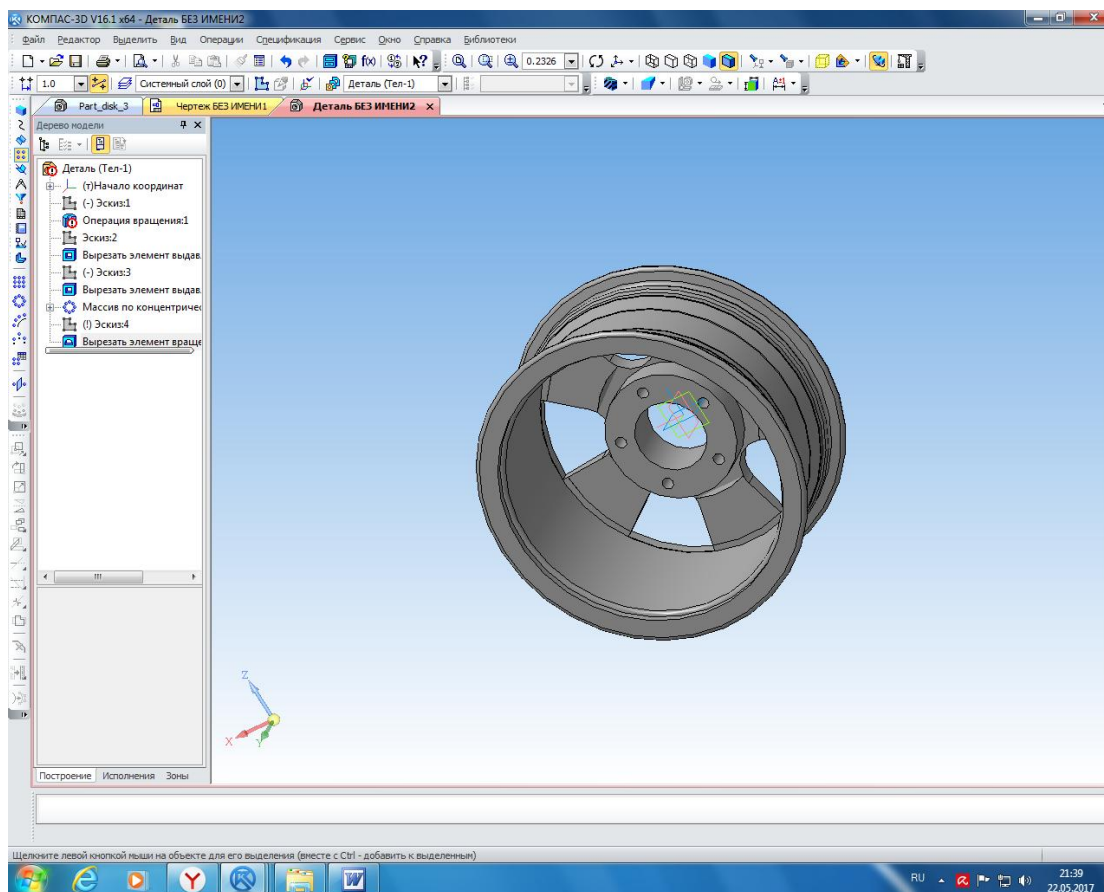 КОМПАС-3D V16.1 x64 - Деталь БЕЗ ИМЕНИ2
Файл Редактор Выделить Вид Операции Спецификация Сервис Окно Справка Библиотеки
0.2326
1.0 Системный слой (0) Деталь (Тел-1)
Part_disk_3 Чертеж БЕЗ ИМЕНИ1 Деталь БЕЗ ИМЕНИ2
Дерево модели
Деталь (Тел-1)
(т)Начало координат
(-) Эскиз:1
Операция вращения:1
Эскиз:2
Вырезать элемент выдав
(-) Эскиз:3
Вырезать элемент выдав
Массив по концентричес
(!) Эскиз:4
Вырезать элемент враще
Z
X
Y
Построение Исполнения Зоны
Щелкните левой кнопкой мыши на объекте для его выделения (вместе с Ctrl - добавить к выделенным)
RU 21:39
22.05.2017